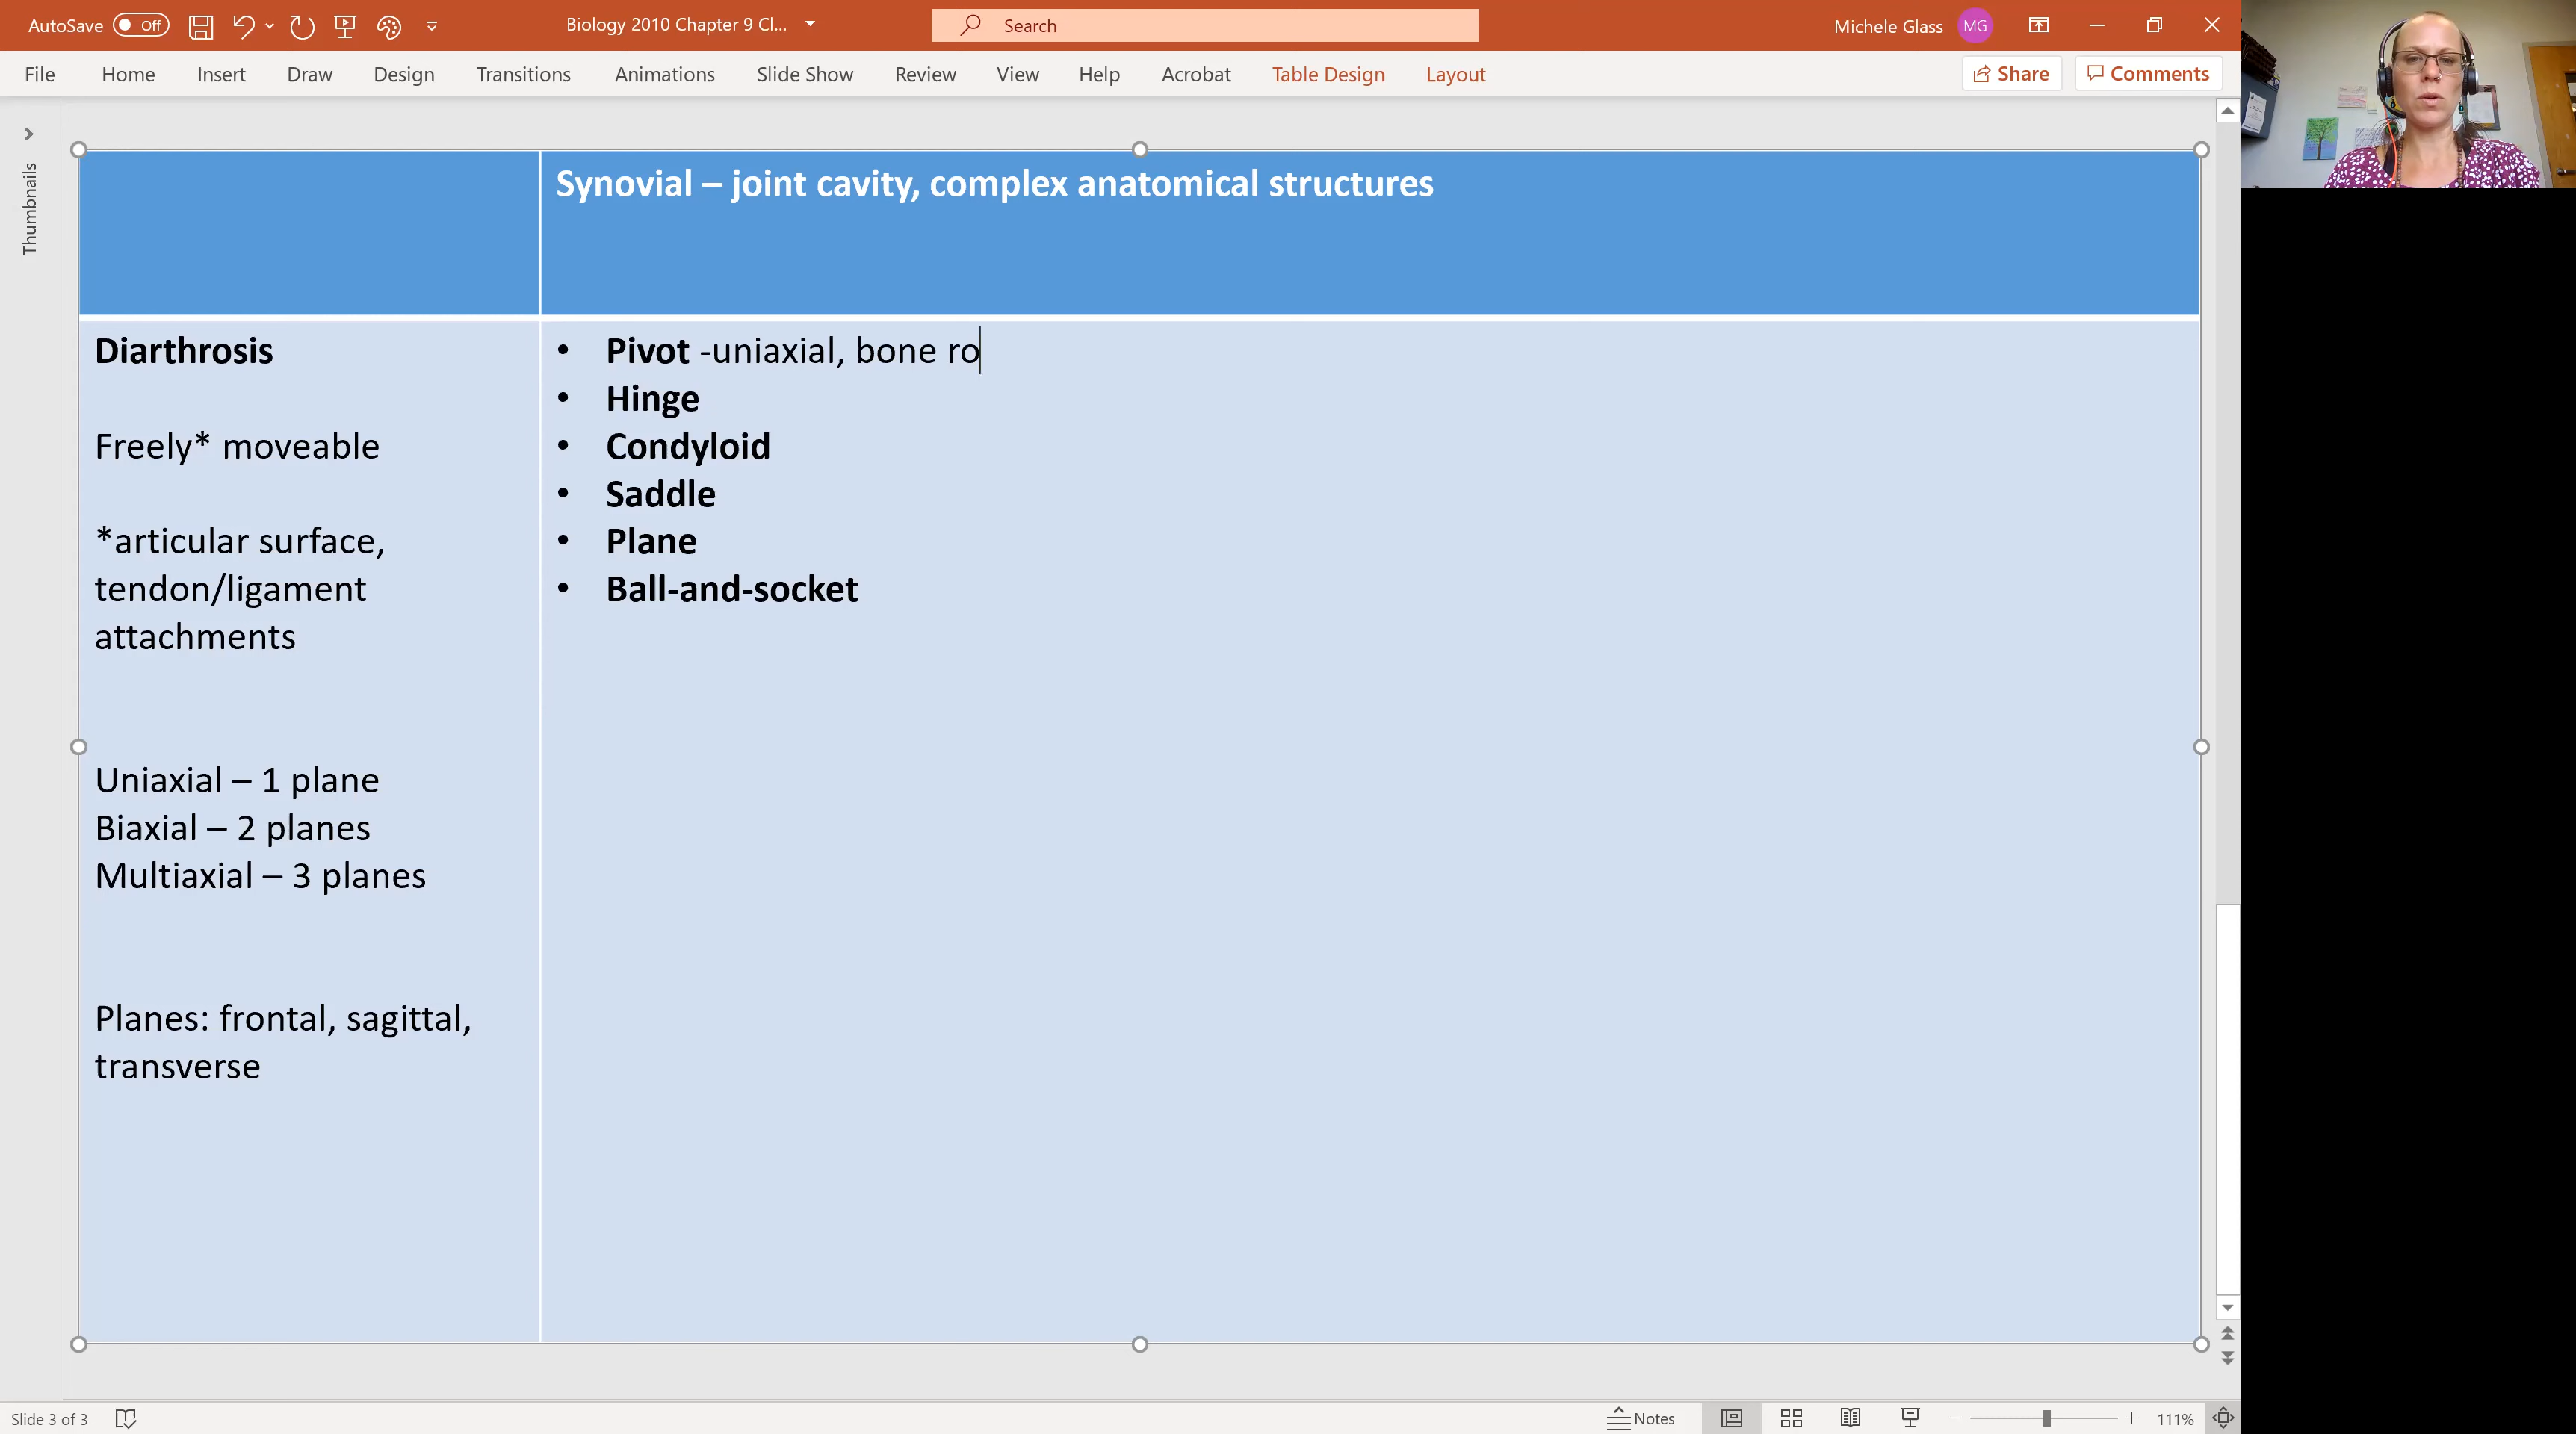 AutoSave Off
Biology 2010 Chapter 9 Cl...
Search
Michele Glass MG
File Home Insert Draw Design Transitions Animations Slide Show Review View Help Acrobat Table Design Layout
Share Comments
Thumbnails
Synovial – joint cavity, complex anatomical structures
Diarthrosis
Freely* moveable
*articular surface,
tendon/ligament
attachments
Uniaxial – 1 plane
Biaxial – 2 planes
Multiaxial – 3 planes
Planes: frontal, sagittal,
transverse
• Pivot -uniaxial, bone ro
• Hinge
• Condyloid
• Saddle
• Plane
• Ball-and-socket
Slide 3 of 3
Notes
111%